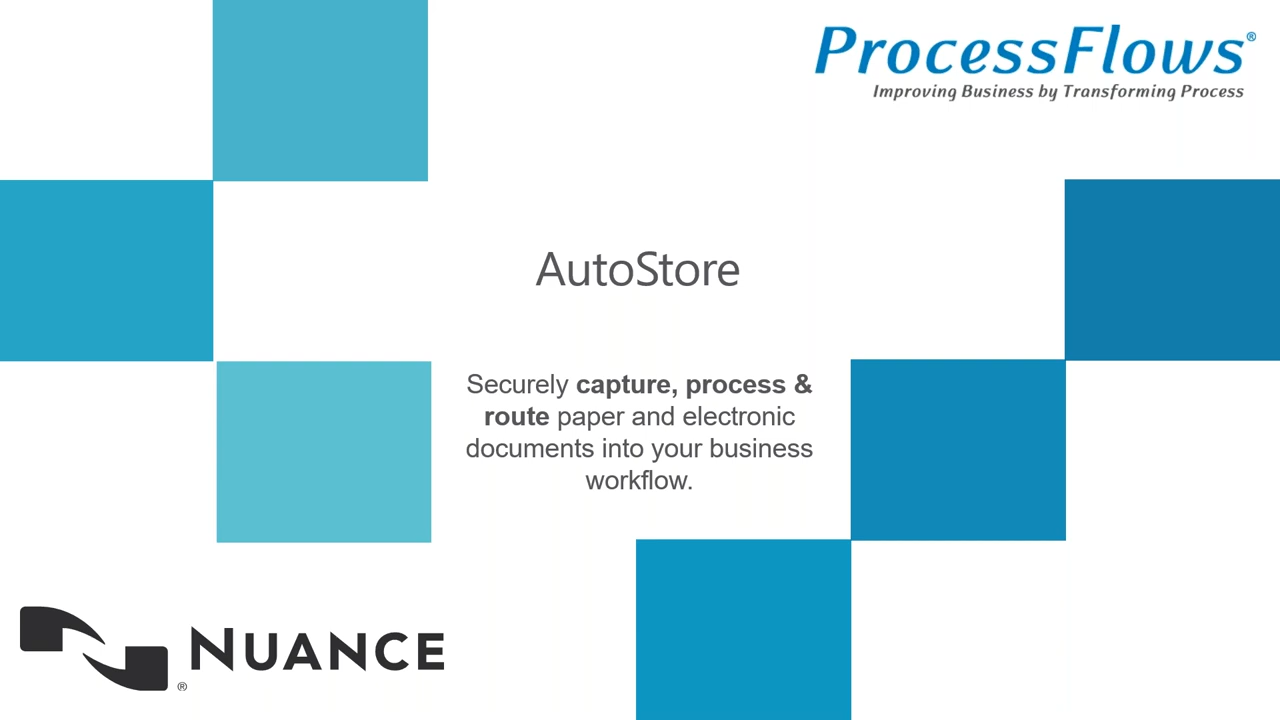 ProcessFlows®
Improving Business by Transforming Process
AutoStore
Securely capture, process &
route paper and electronic
documents into your business
workflow.
NUANCE
®